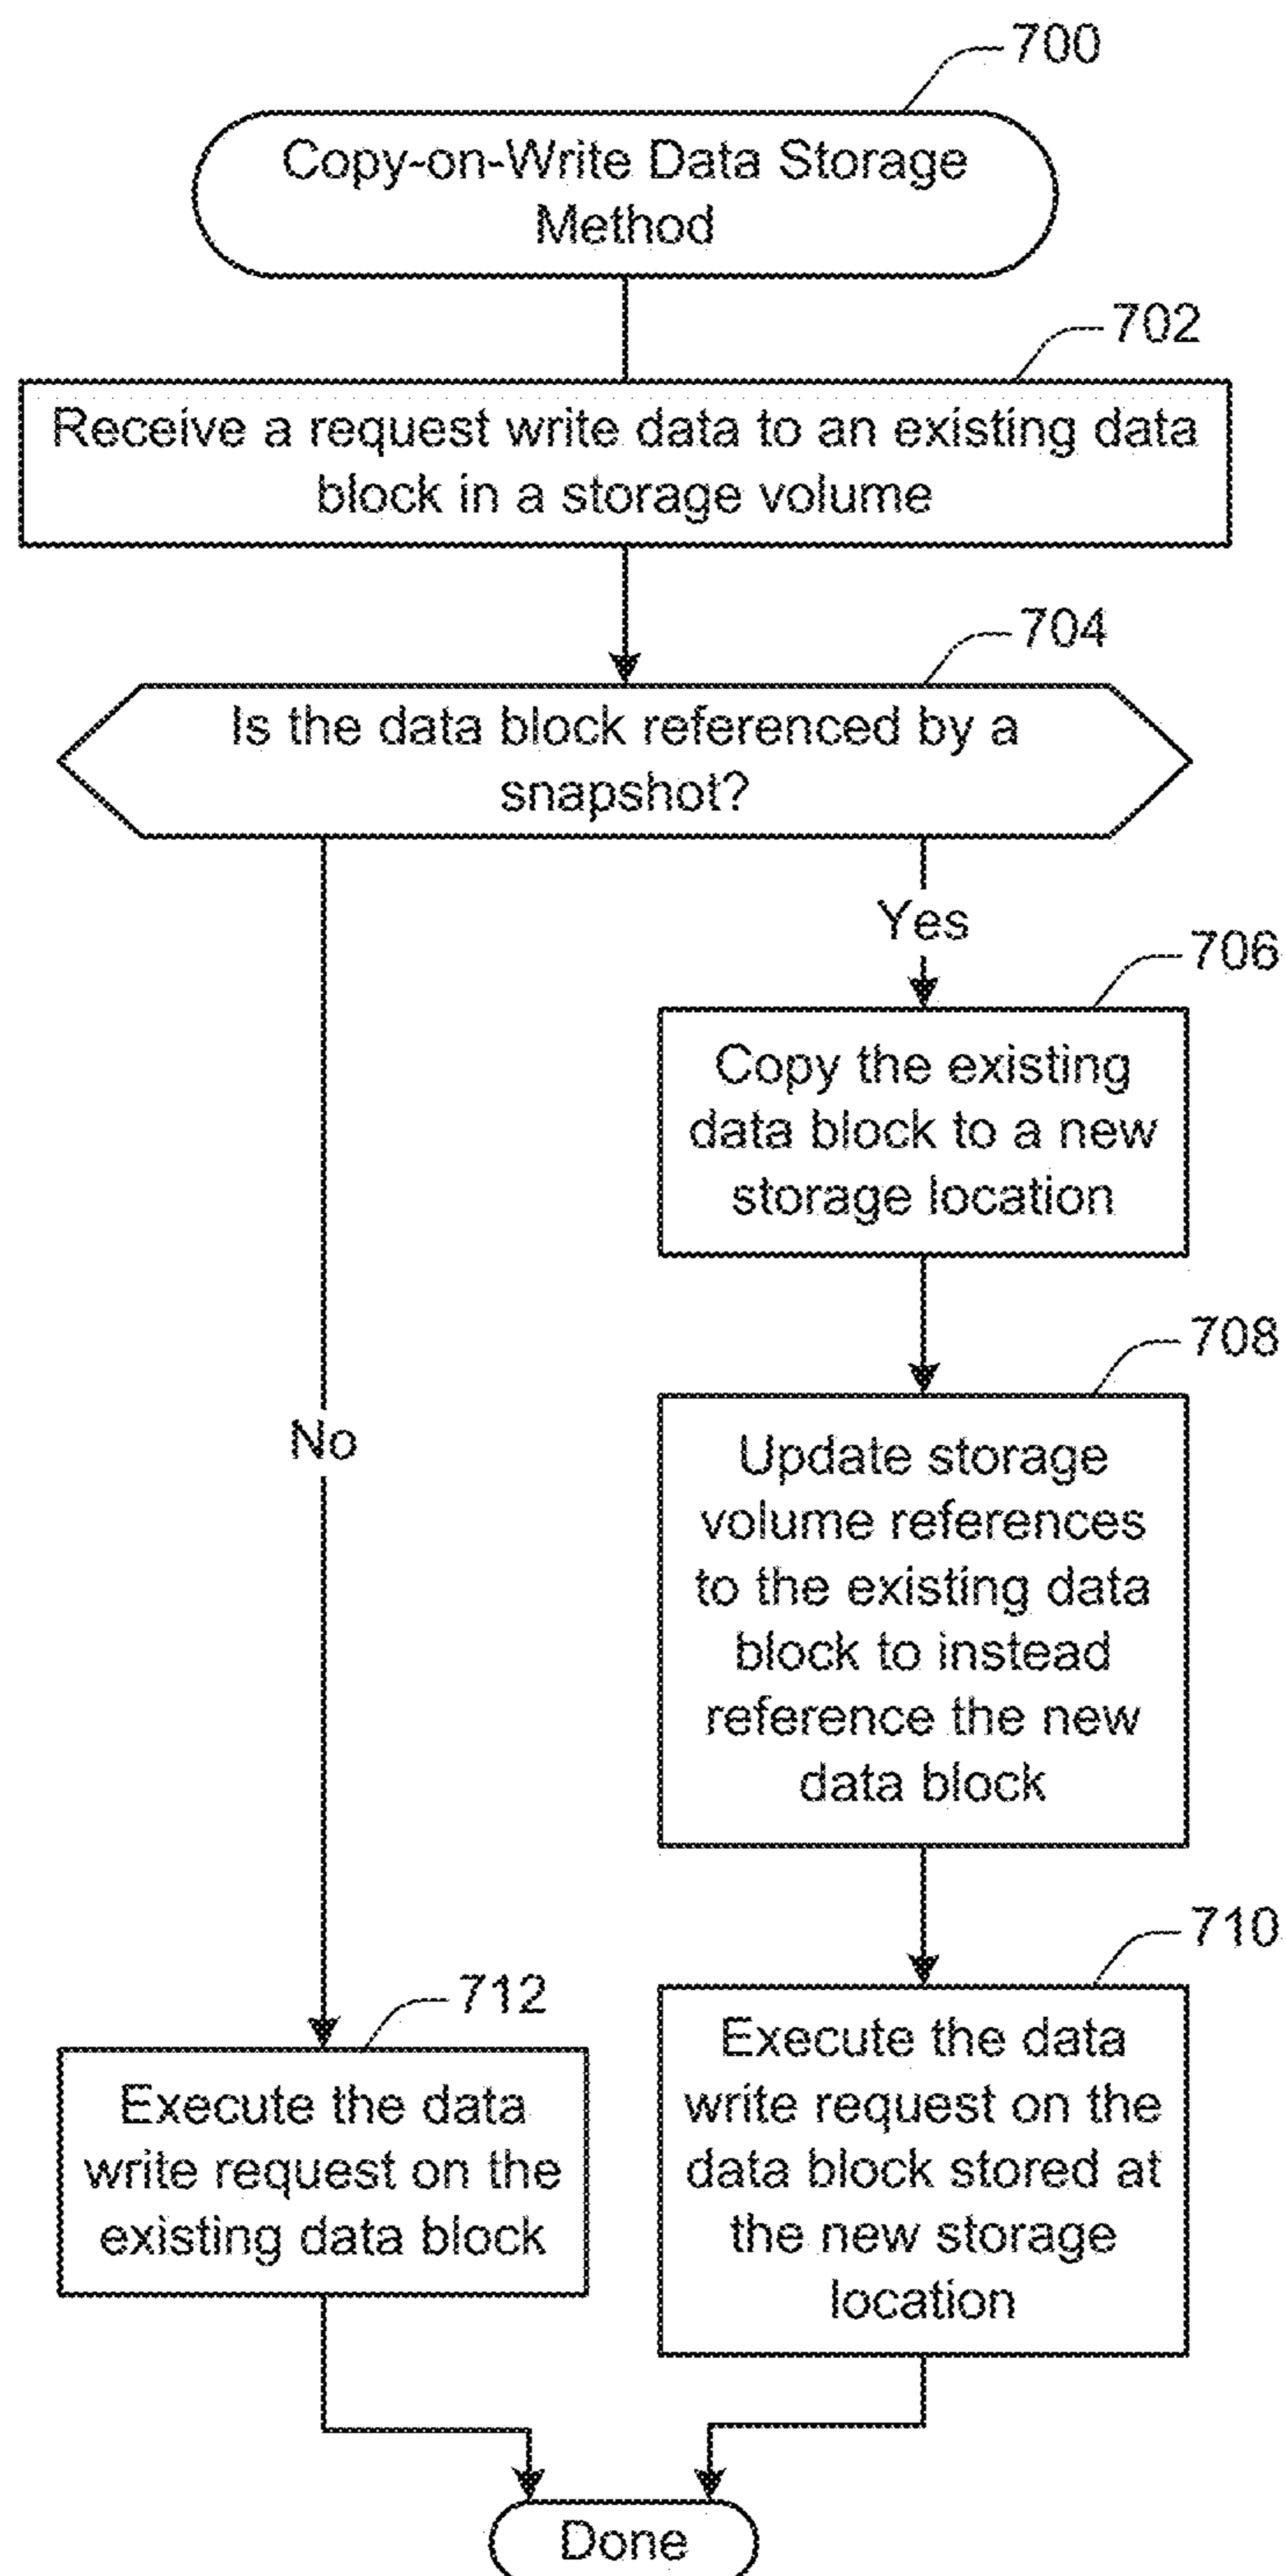 700
Copy-on-Write Data Storage
Method
702
Receive a request write data to an existing data
block in a storage volume
704
Is the data block referenced by a
snapshot?
Yes
706
Copy the existing
data block to a new
storage location
708
Update storage
volume references
to the existing data
block to instead
reference the new
data block
No
710
Execute the data
write request on the
data block stored at
the new storage
location
712
Execute the data
write request on the
existing data block
Done